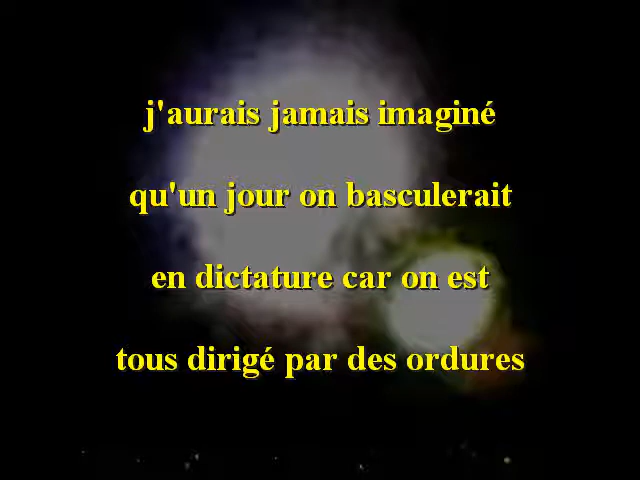 j'aurais jamais imaginé
qu'un jour on basculerait
en dictature car on est
tous dirigé par des ordures